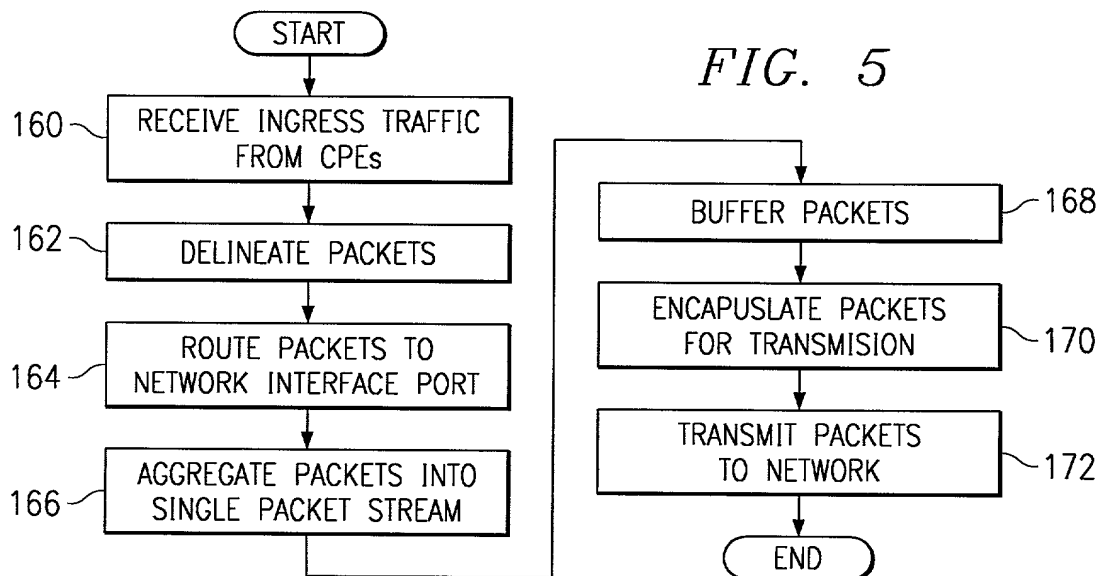 START
FIG. 5
160
RECEIVE INGRESS TRAFFIC
FROM CPEs
162
DELINEATE PACKETS
164
ROUTE PACKETS TO
NETWORK INTERFACE PORT
166
AGGREGATE PACKETS INTO
SINGLE PACKET STREAM
BUFFER PACKETS
168
ENCAPUSLATE PACKETS
FOR TRANSMISION
170
TRANSMIT PACKETS
TO NETWORK
172
END